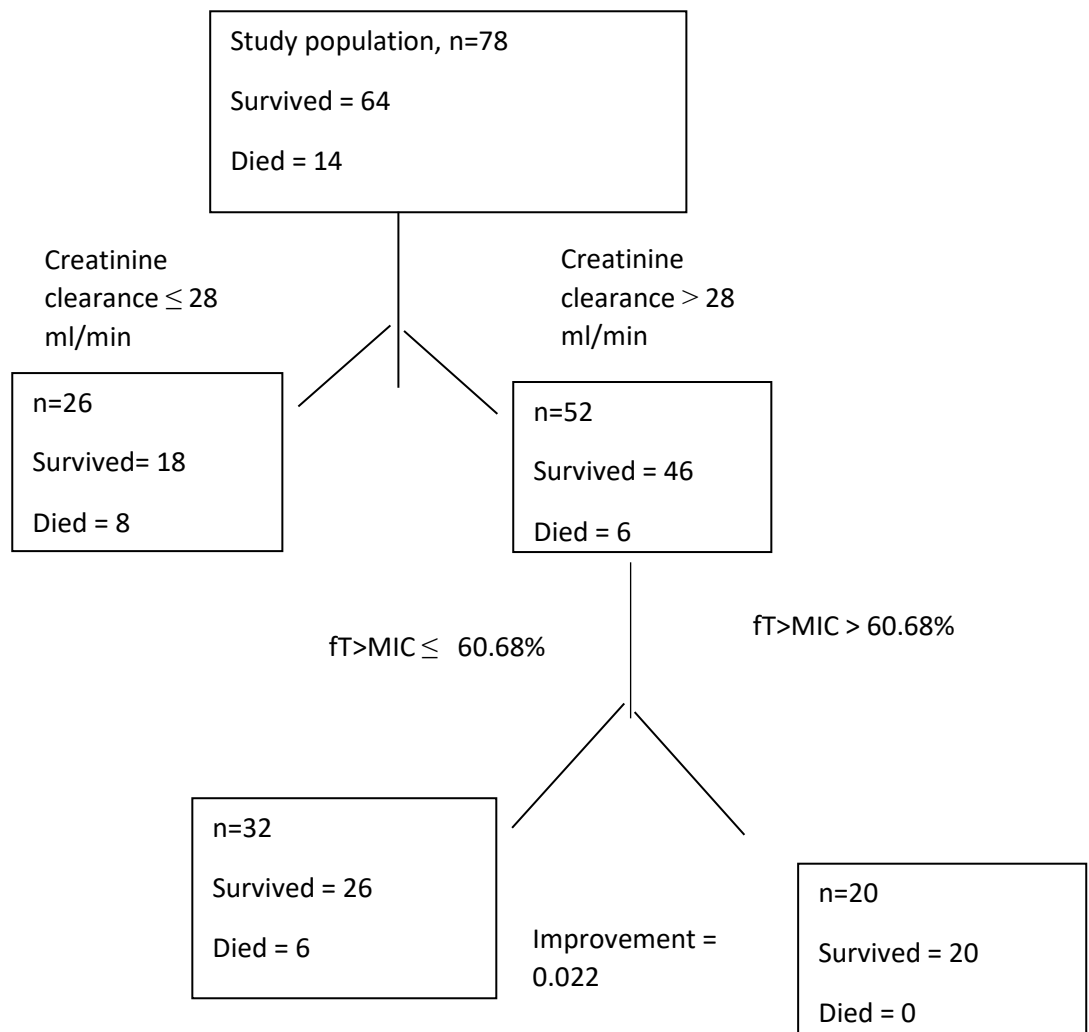 Study population, n=78
Survived = 64
Died = 14
Creatinine
clearance ≤ 28
ml/min
Creatinine
clearance > 28
ml/min
n=26
Survived= 18
Died = 8
n=52
Survived = 46
Died = 6
fT>MIC ≤ 60.68%
fT>MIC > 60.68%
n=32
Survived = 26
Died = 6
Improvement =
0.022
n=20
Survived = 20
Died = 0